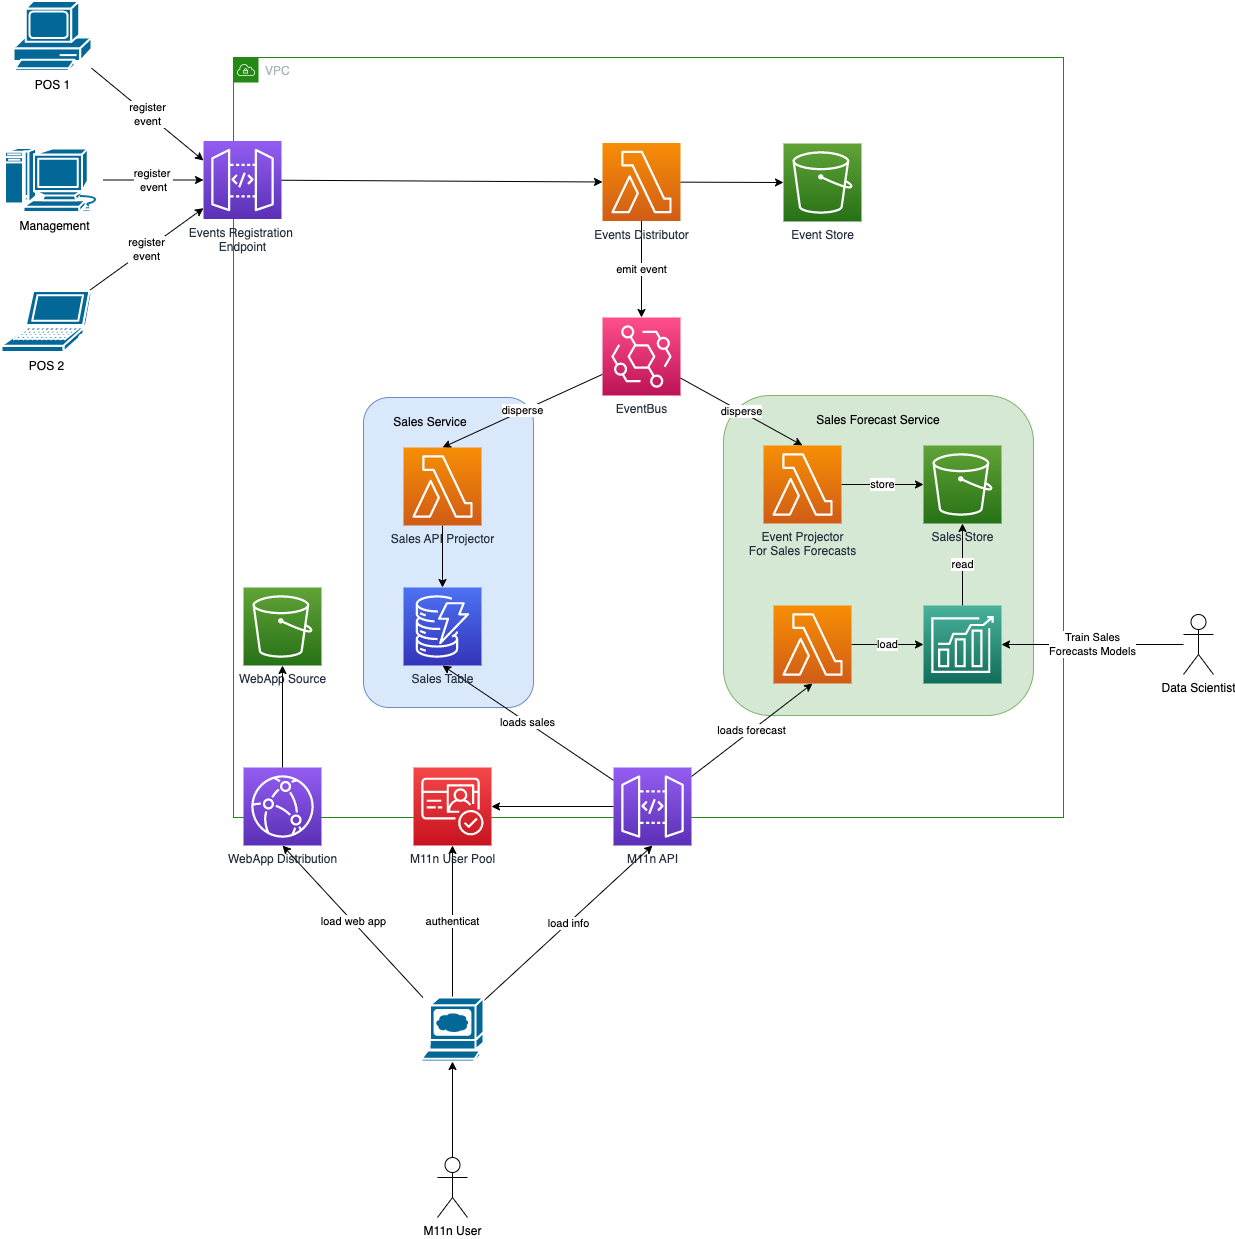 POS 1
VPC
register
event
register
event
Management
Events Registration
Endpoint
Events Distributor
Event Store
register
event
emit event
POS 2
EventBus
disperse
disperse
Sales Service
Sales Forecast Service
store
Sales API Projector
Event Projector
For Sales Forecasts
Sales Store
read
load
Train Sales
Forecasts Models
WebApp Source
Sales Table
Data Scientist
loads sales
loads forecast
WebApp Distribution
M11n User Pool
M11n API
load web app
authenticat
load info
M11n User